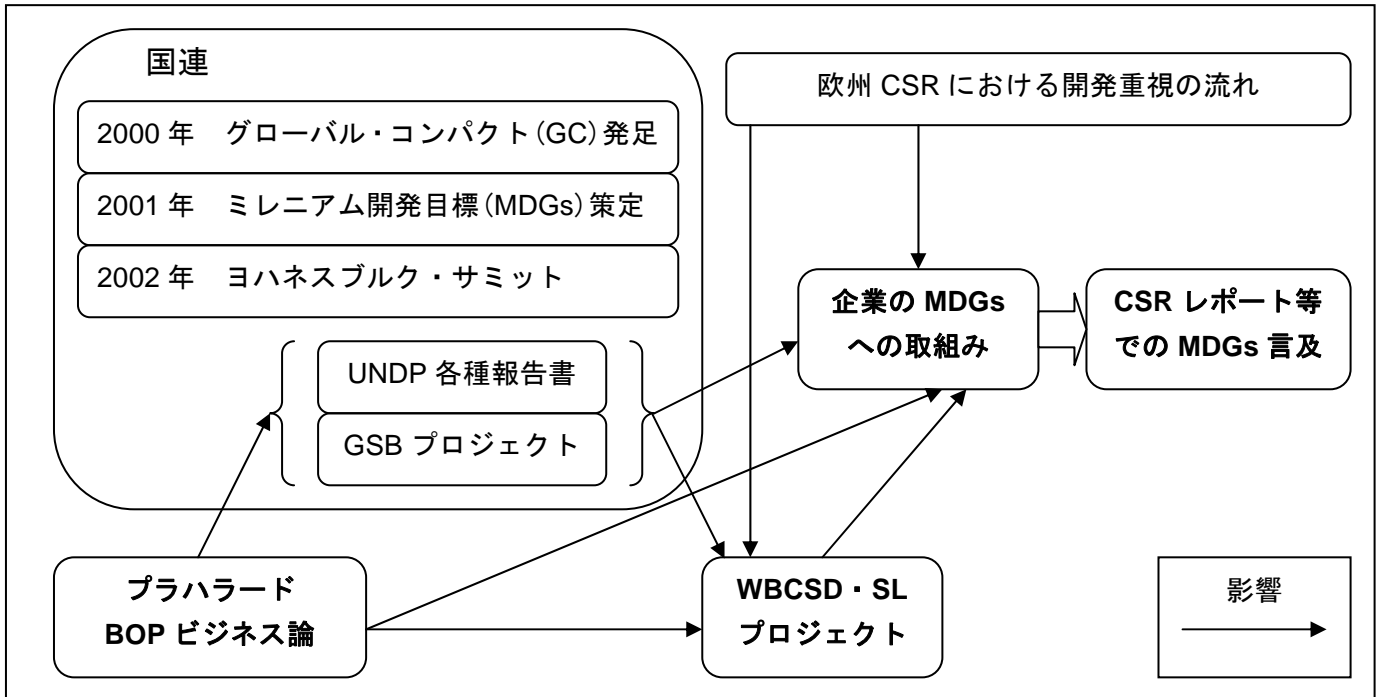 国連
2000 年　グローバル・コンパクト(GC)発足
2001 年　ミレニアム開発目標(MDGs)策定
2002 年　ヨハネスブルク・サミット
UNDP 各種報告書
GSB プロジェクト
欧州 CSR における開発重視の流れ
企業の MDGs
への取組み
CSR レポート等
での MDGs 言及
プラハラード
BOP ビジネス論
WBCSD・SL
プロジェクト
影響